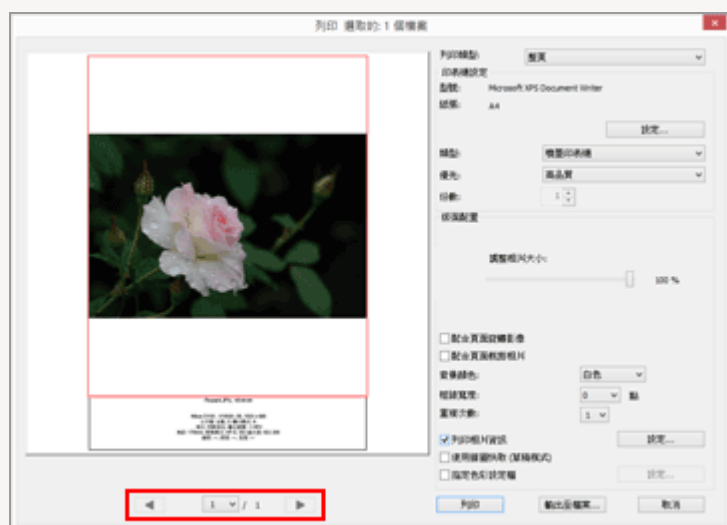 列印 選取的: 1 個檔案
列印類型: 整頁
印表機設定
型號: Microsoft XPS Document Writer
紙張: A4
設定...
類型: 噴墨印表機
優先: 高品質
份數: 1
版面配置
調整相片大小:
100 %
配合頁面旋轉影像
配合頁面裁剪相片
背景顏色: 白色
框線寬度: 0 點
重複次數: 1
列印相片資訊 設定...
使用縮圖快取 (草稿模式)
指定色彩設定檔 設定...
1 / 1
列印 輸出至檔案... 取消